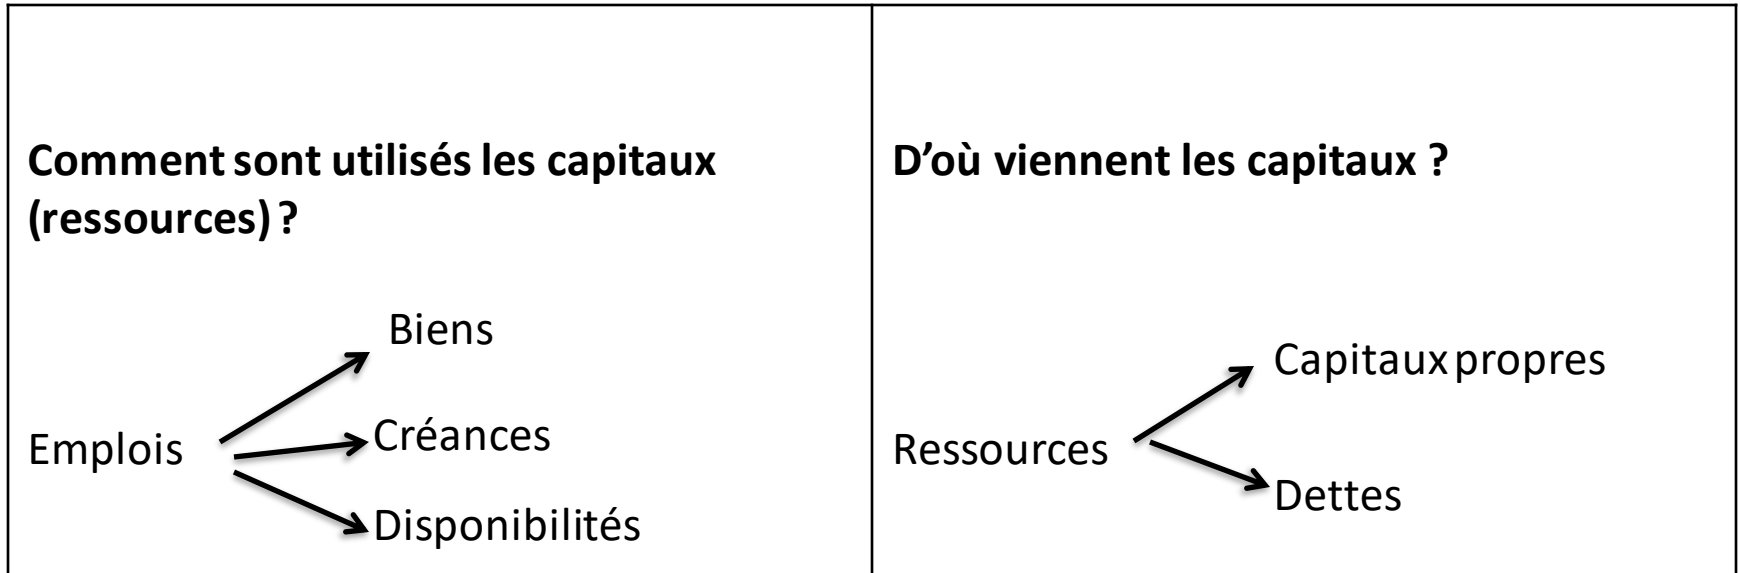 Comment sont utilisés les capitaux
(ressources) ?
Biens
Emplois
Créances
Disponibilités
D’où viennent les capitaux ?
Capitaux propres
Ressources
Dettes